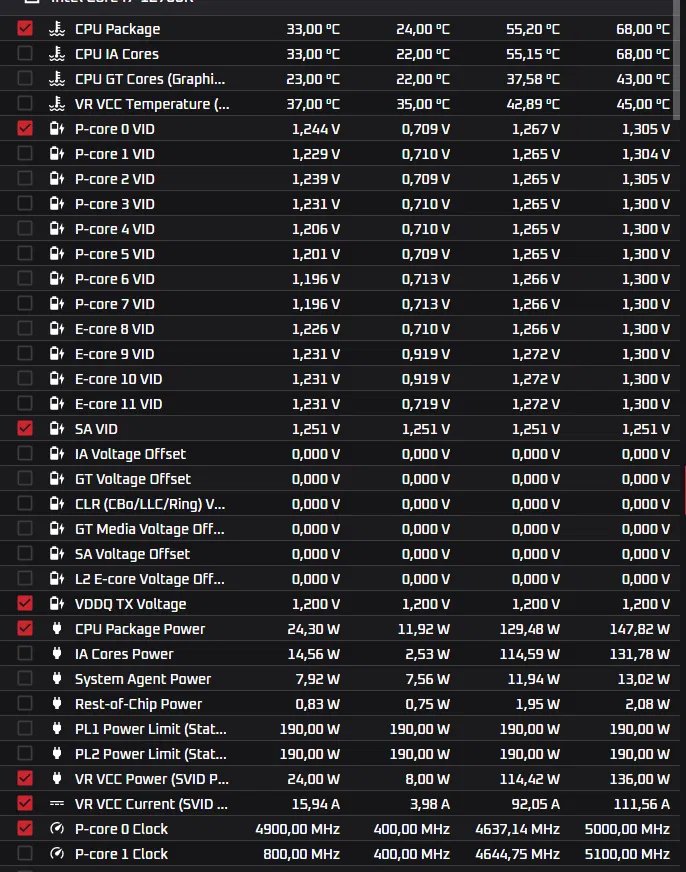 CPU Package 33,00 ºC 24,00 ºC 55,20 ºC 68,00 ºC
CPU IA Cores 33,00 ºC 22,00 ºC 55,15 ºC 68,00 ºC
CPU GT Cores (Graphi... 23,00 ºC 22,00 ºC 37,58 ºC 43,00 ºC
VR VCC Temperature (... 37,00 ºC 35,00 ºC 42,89 ºC 45,00 ºC
P-core 0 VID 1,244 V 0,709 V 1,267 V 1,305 V
P-core 1 VID 1,229 V 0,710 V 1,265 V 1,304 V
P-core 2 VID 1,239 V 0,709 V 1,265 V 1,305 V
P-core 3 VID 1,231 V 0,710 V 1,265 V 1,300 V
P-core 4 VID 1,206 V 0,710 V 1,265 V 1,300 V
P-core 5 VID 1,201 V 0,709 V 1,265 V 1,300 V
P-core 6 VID 1,196 V 0,713 V 1,266 V 1,300 V
P-core 7 VID 1,196 V 0,713 V 1,266 V 1,300 V
E-core 8 VID 1,226 V 0,710 V 1,266 V 1,300 V
E-core 9 VID 1,231 V 0,919 V 1,272 V 1,300 V
E-core 10 VID 1,231 V 0,919 V 1,272 V 1,300 V
E-core 11 VID 1,231 V 0,719 V 1,272 V 1,300 V
SA VID 1,251 V 1,251 V 1,251 V 1,251 V
IA Voltage Offset 0,000 V 0,000 V 0,000 V 0,000 V
GT Voltage Offset 0,000 V 0,000 V 0,000 V 0,000 V
CLR (CBo/LLC/Ring) V... 0,000 V 0,000 V 0,000 V 0,000 V
GT Media Voltage Off... 0,000 V 0,000 V 0,000 V 0,000 V
SA Voltage Offset 0,000 V 0,000 V 0,000 V 0,000 V
L2 E-core Voltage Off... 0,000 V 0,000 V 0,000 V 0,000 V
VDDQ TX Voltage 1,200 V 1,200 V 1,200 V 1,200 V
CPU Package Power 24,30 W 11,92 W 129,48 W 147,82 W
IA Cores Power 14,56 W 2,53 W 114,59 W 131,78 W
System Agent Power 7,92 W 7,56 W 11,94 W 13,02 W
Rest-of-Chip Power 0,83 W 0,75 W 1,95 W 2,08 W
PL1 Power Limit (Stat... 190,00 W 190,00 W 190,00 W 190,00 W
PL2 Power Limit (Stat... 190,00 W 190,00 W 190,00 W 190,00 W
VR VCC Power (SVID P... 24,00 W 8,00 W 114,42 W 136,00 W
VR VCC Current (SVID ... 15,94 A 3,98 A 92,05 A 111,56 A
P-core 0 Clock 4900,00 MHz 400,00 MHz 4637,14 MHz 5000,00 MHz
P-core 1 Clock 800,00 MHz 400,00 MHz 4644,75 MHz 5100,00 MHz